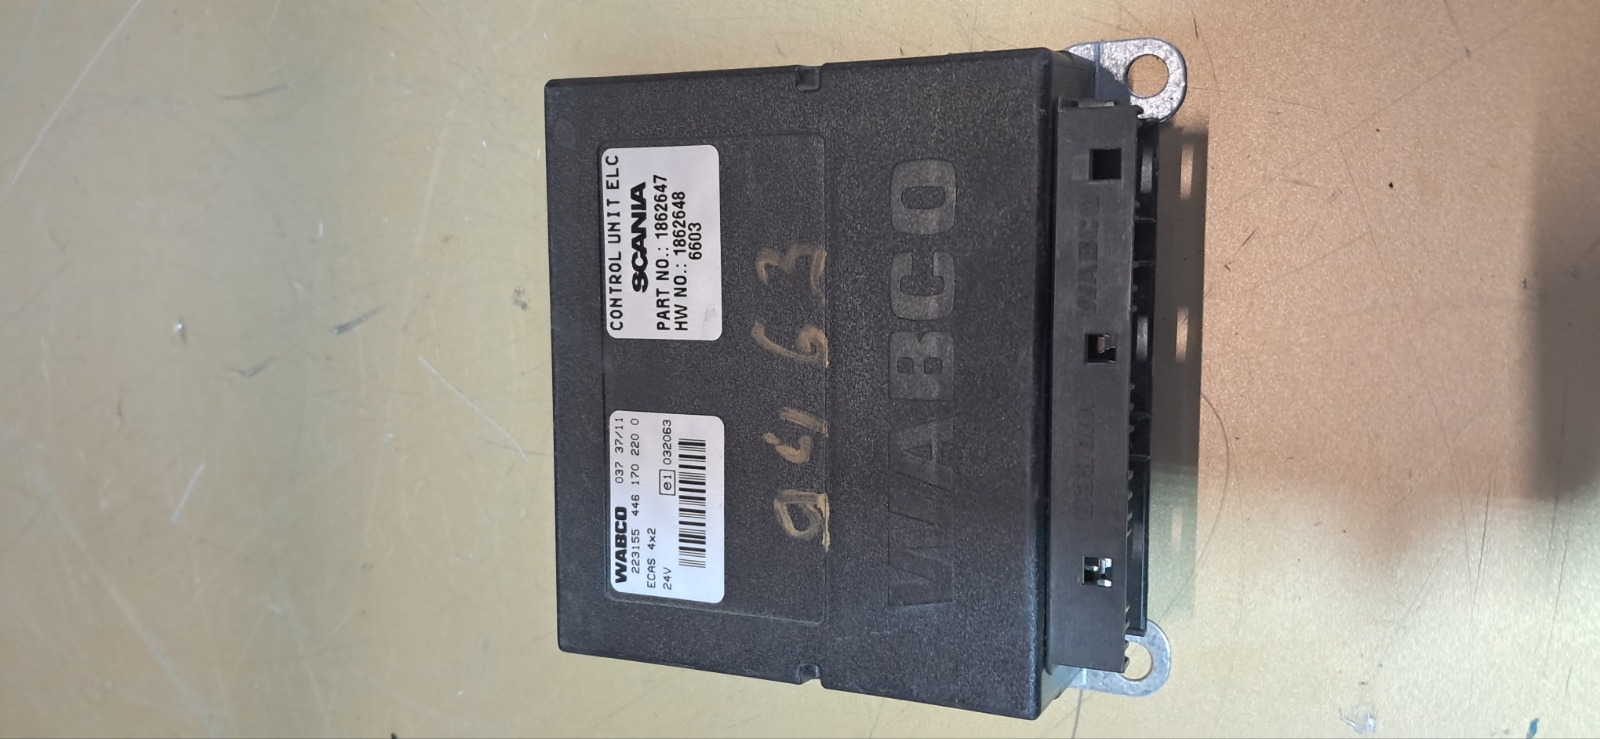 WABCO 037 37/11
223155 446 170 220 0
ECAS 4x2
24V e1 032063
CONTROL UNIT ELC
SCANIA
PART NO.: 1862647
HW NO.: 1862648
6603
9463
WABCO
WABCO